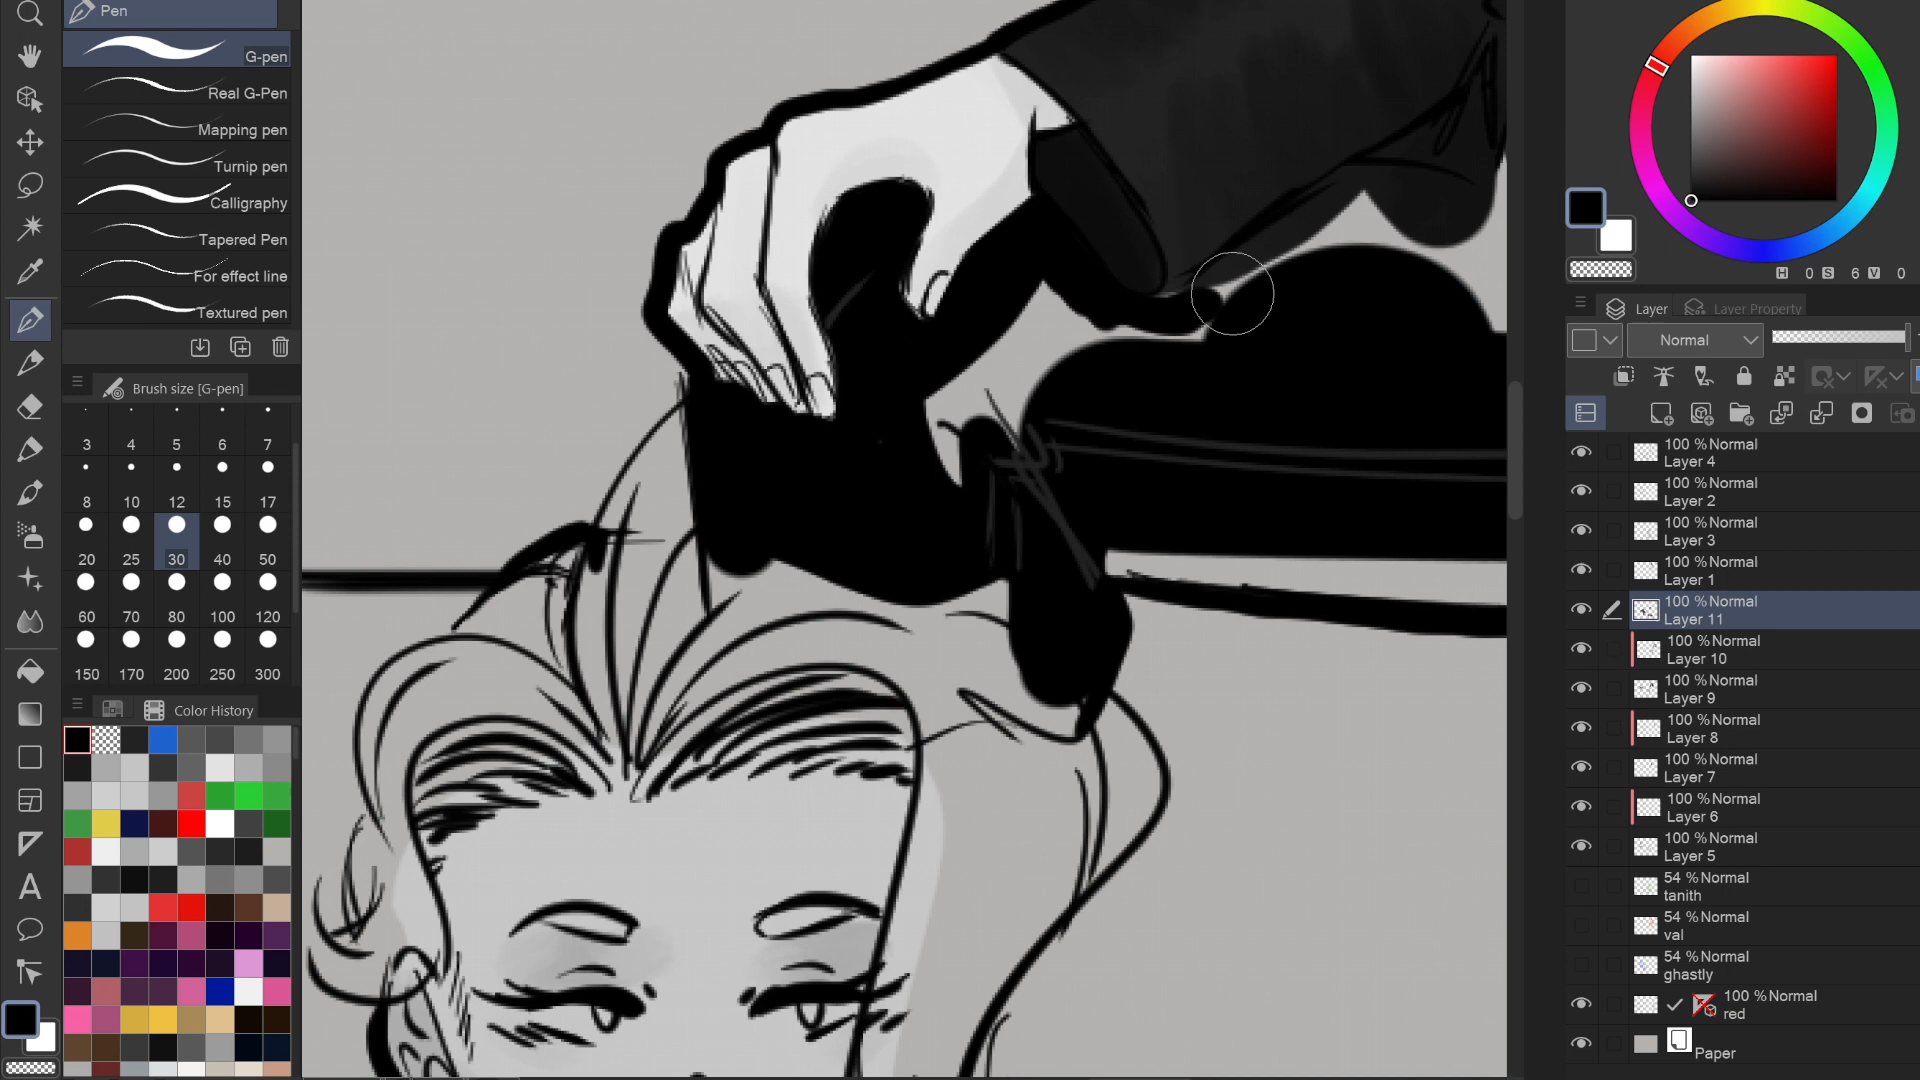 Pen
G-pen
Real G-Pen
Mapping pen
Turnip pen
Calligraphy
Tapered Pen
For effect line
Textured pen
Brush size [G-pen]
3 4 5 6 7
8 10 12 15 17
20 25 30 40 50
60 70 80 100 120
150 170 200 250 300
Color History
H 0 S 6 V 0
Layer
Layer Property
Normal
100 %Normal
Layer 4
100 %Normal
Layer 2
100 %Normal
Layer 3
100 %Normal
Layer 1
100 %Normal
Layer 11
100 %Normal
Layer 10
100 %Normal
Layer 9
100 %Normal
Layer 8
100 %Normal
Layer 7
100 %Normal
Layer 6
100 %Normal
Layer 5
54 %Normal
tanith
54 %Normal
val
54 %Normal
ghastly
100 %Normal
red
Paper